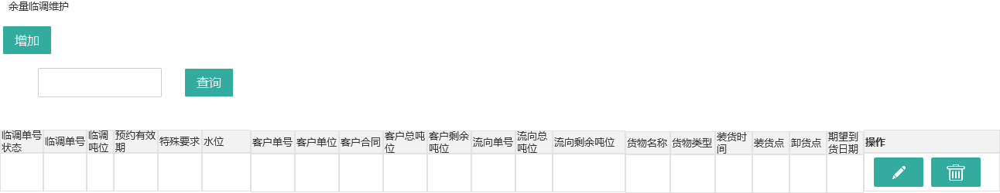 余量临调维护
增加
查询
临调单号
状态
临调单号
临调
吨位
预约有效
期
特殊要求
水位
客户单号
客户单位
客户合同
客户总吨
位
客户剩余
吨位
流向单号
流向总
吨位
流向剩余吨位
货物名称
货物类型
装货时
间
装货点
卸货点
期望到
货日期
操作